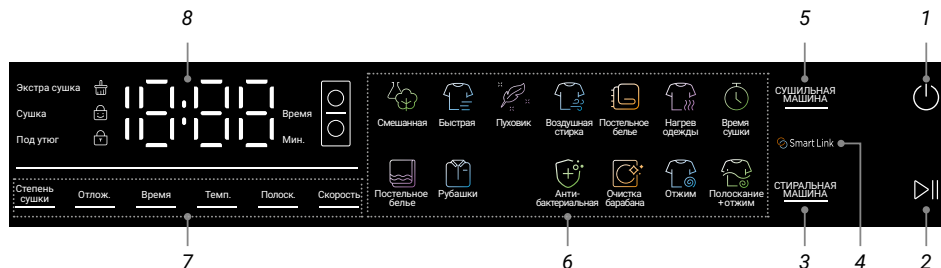 8
5
1
Экстра сушка
Сушка
Под утюг
18:88
Время
Мин.
Смешанная
Быстрая
Пуховик
Воздушная
стирка
Постельное
белье
Нагрев
одежды
Время
сушки
СУШИЛЬНАЯ
МАШИНА
Smart Link
Степень
сушки
Отлож.
Время
Темп.
Полоск.
Скорость
Постельное
белье
Рубашки
Анти-
бактериальная
Очистка
барабана
Отжим
Полоскание
+отжим
СТИРАЛЬНАЯ
МАШИНА
7
6
3
4
2